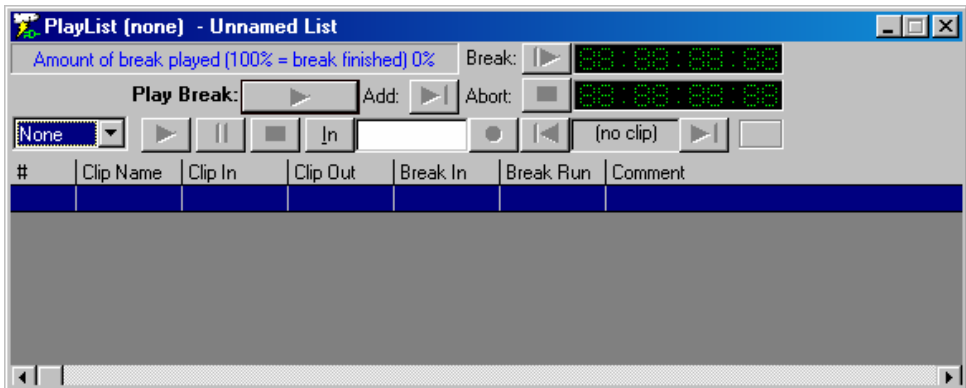 PlayList (none) - Unnamed List
Amount of break played (100% = break finished) 0% Break:
Play Break: Add: Abort:
None In (no clip)
# Clip Name Clip In Clip Out Break In Break Run Comment